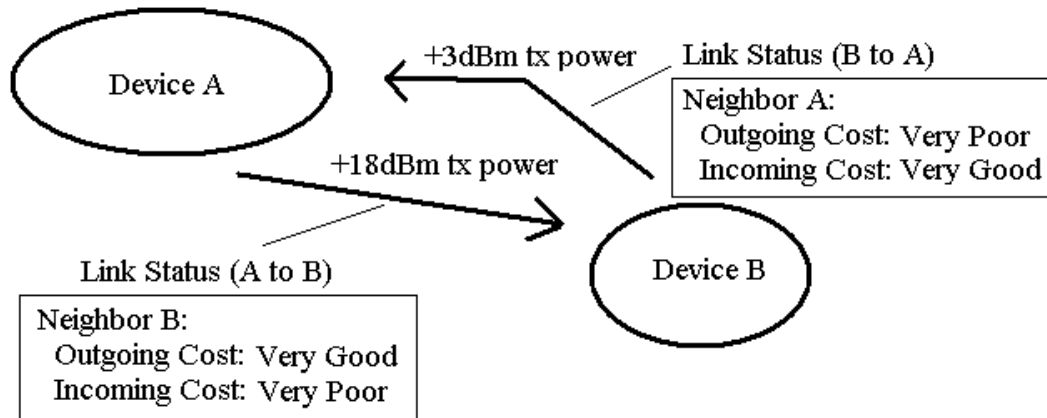 Device A
+3dBm tx power
Link Status (B to A)
Neighbor A:
Outgoing Cost: Very Poor
Incoming Cost: Very Good
+18dBm tx power
Device B
Link Status (A to B)
Neighbor B:
Outgoing Cost: Very Good
Incoming Cost: Very Poor